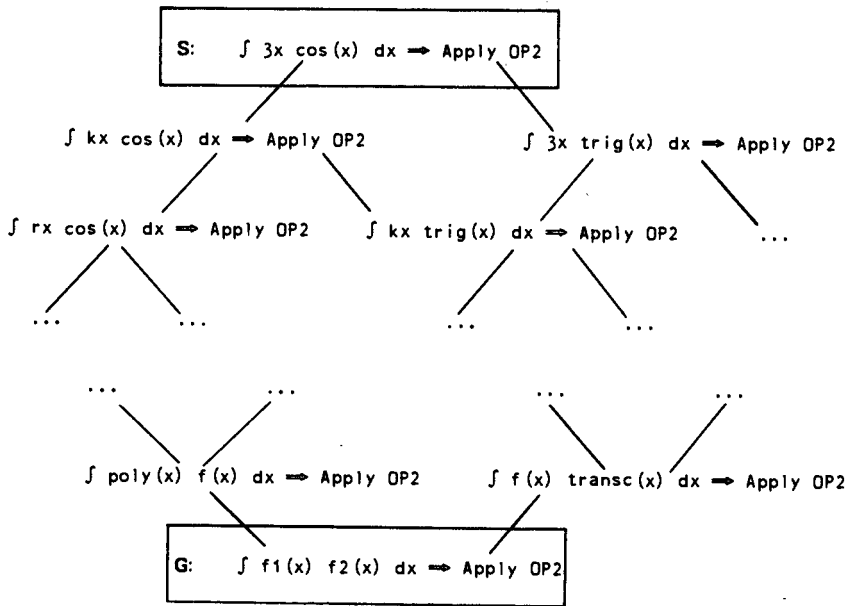 S: ∫ 3x cos(x) dx ⇒ Apply OP2
∫ kx cos(x) dx ⇒ Apply OP2
∫ 3x trig(x) dx ⇒ Apply OP2
∫ rx cos(x) dx ⇒ Apply OP2
∫ kx trig(x) dx ⇒ Apply OP2
...
... ... ... ...
... ... ... ...
∫ poly(x) f(x) dx ⇒ Apply OP2
∫ f(x) transc(x) dx ⇒ Apply OP2
G: ∫ f1(x) f2(x) dx ⇒ Apply OP2